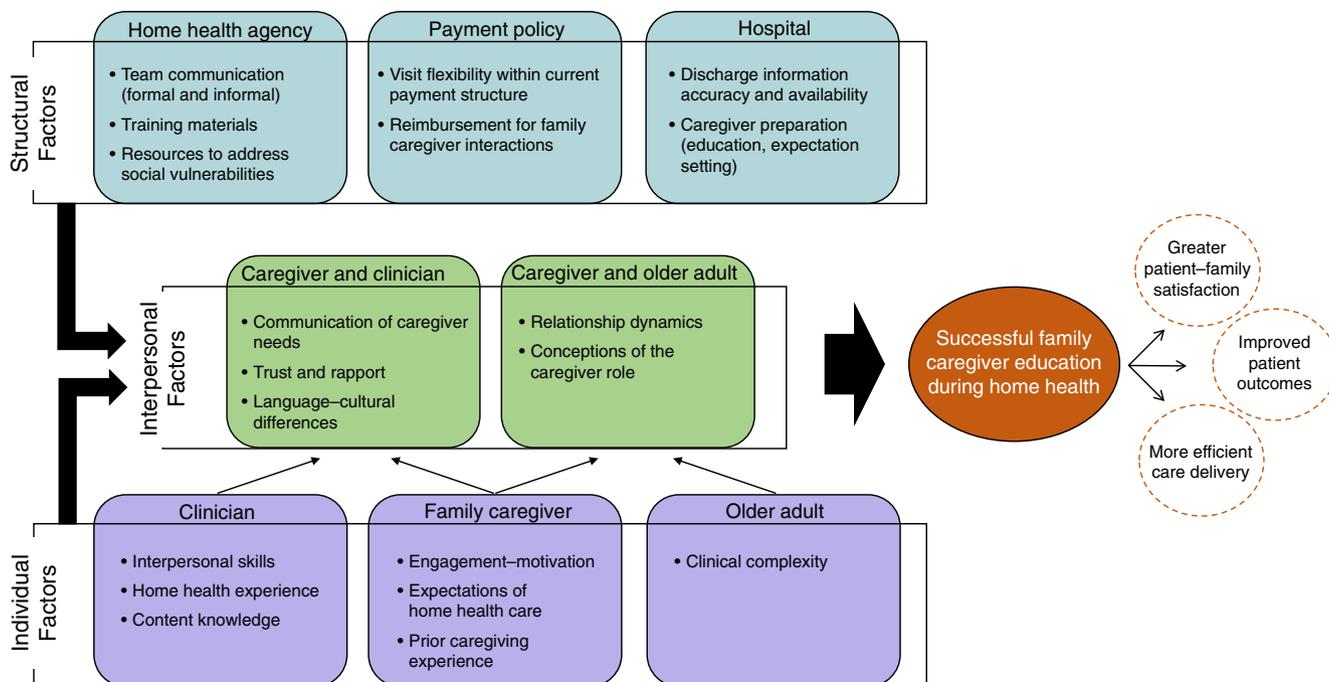 Structural
Factors
Home health agency
• Team communication
(formal and informal)
• Training materials
• Resources to address
social vulnerabilities
Payment policy
• Visit flexibility within current
payment structure
• Reimbursement for family
caregiver interactions
Hospital
• Discharge information
accuracy and availability
• Caregiver preparation
(education, expectation
setting)
Interpersonal
Factors
Caregiver and clinician
• Communication of caregiver
needs
• Trust and rapport
• Language–cultural
differences
Caregiver and older adult
• Relationship dynamics
• Conceptions of the
caregiver role
Successful family
caregiver education
during home health
Greater
patient–family
satisfaction
Improved
patient
outcomes
More efficient
care delivery
Individual
Factors
Clinician
• Interpersonal skills
• Home health experience
• Content knowledge
Family caregiver
• Engagement–motivation
• Expectations of
home health care
• Prior caregiving
experience
Older adult
• Clinical complexity